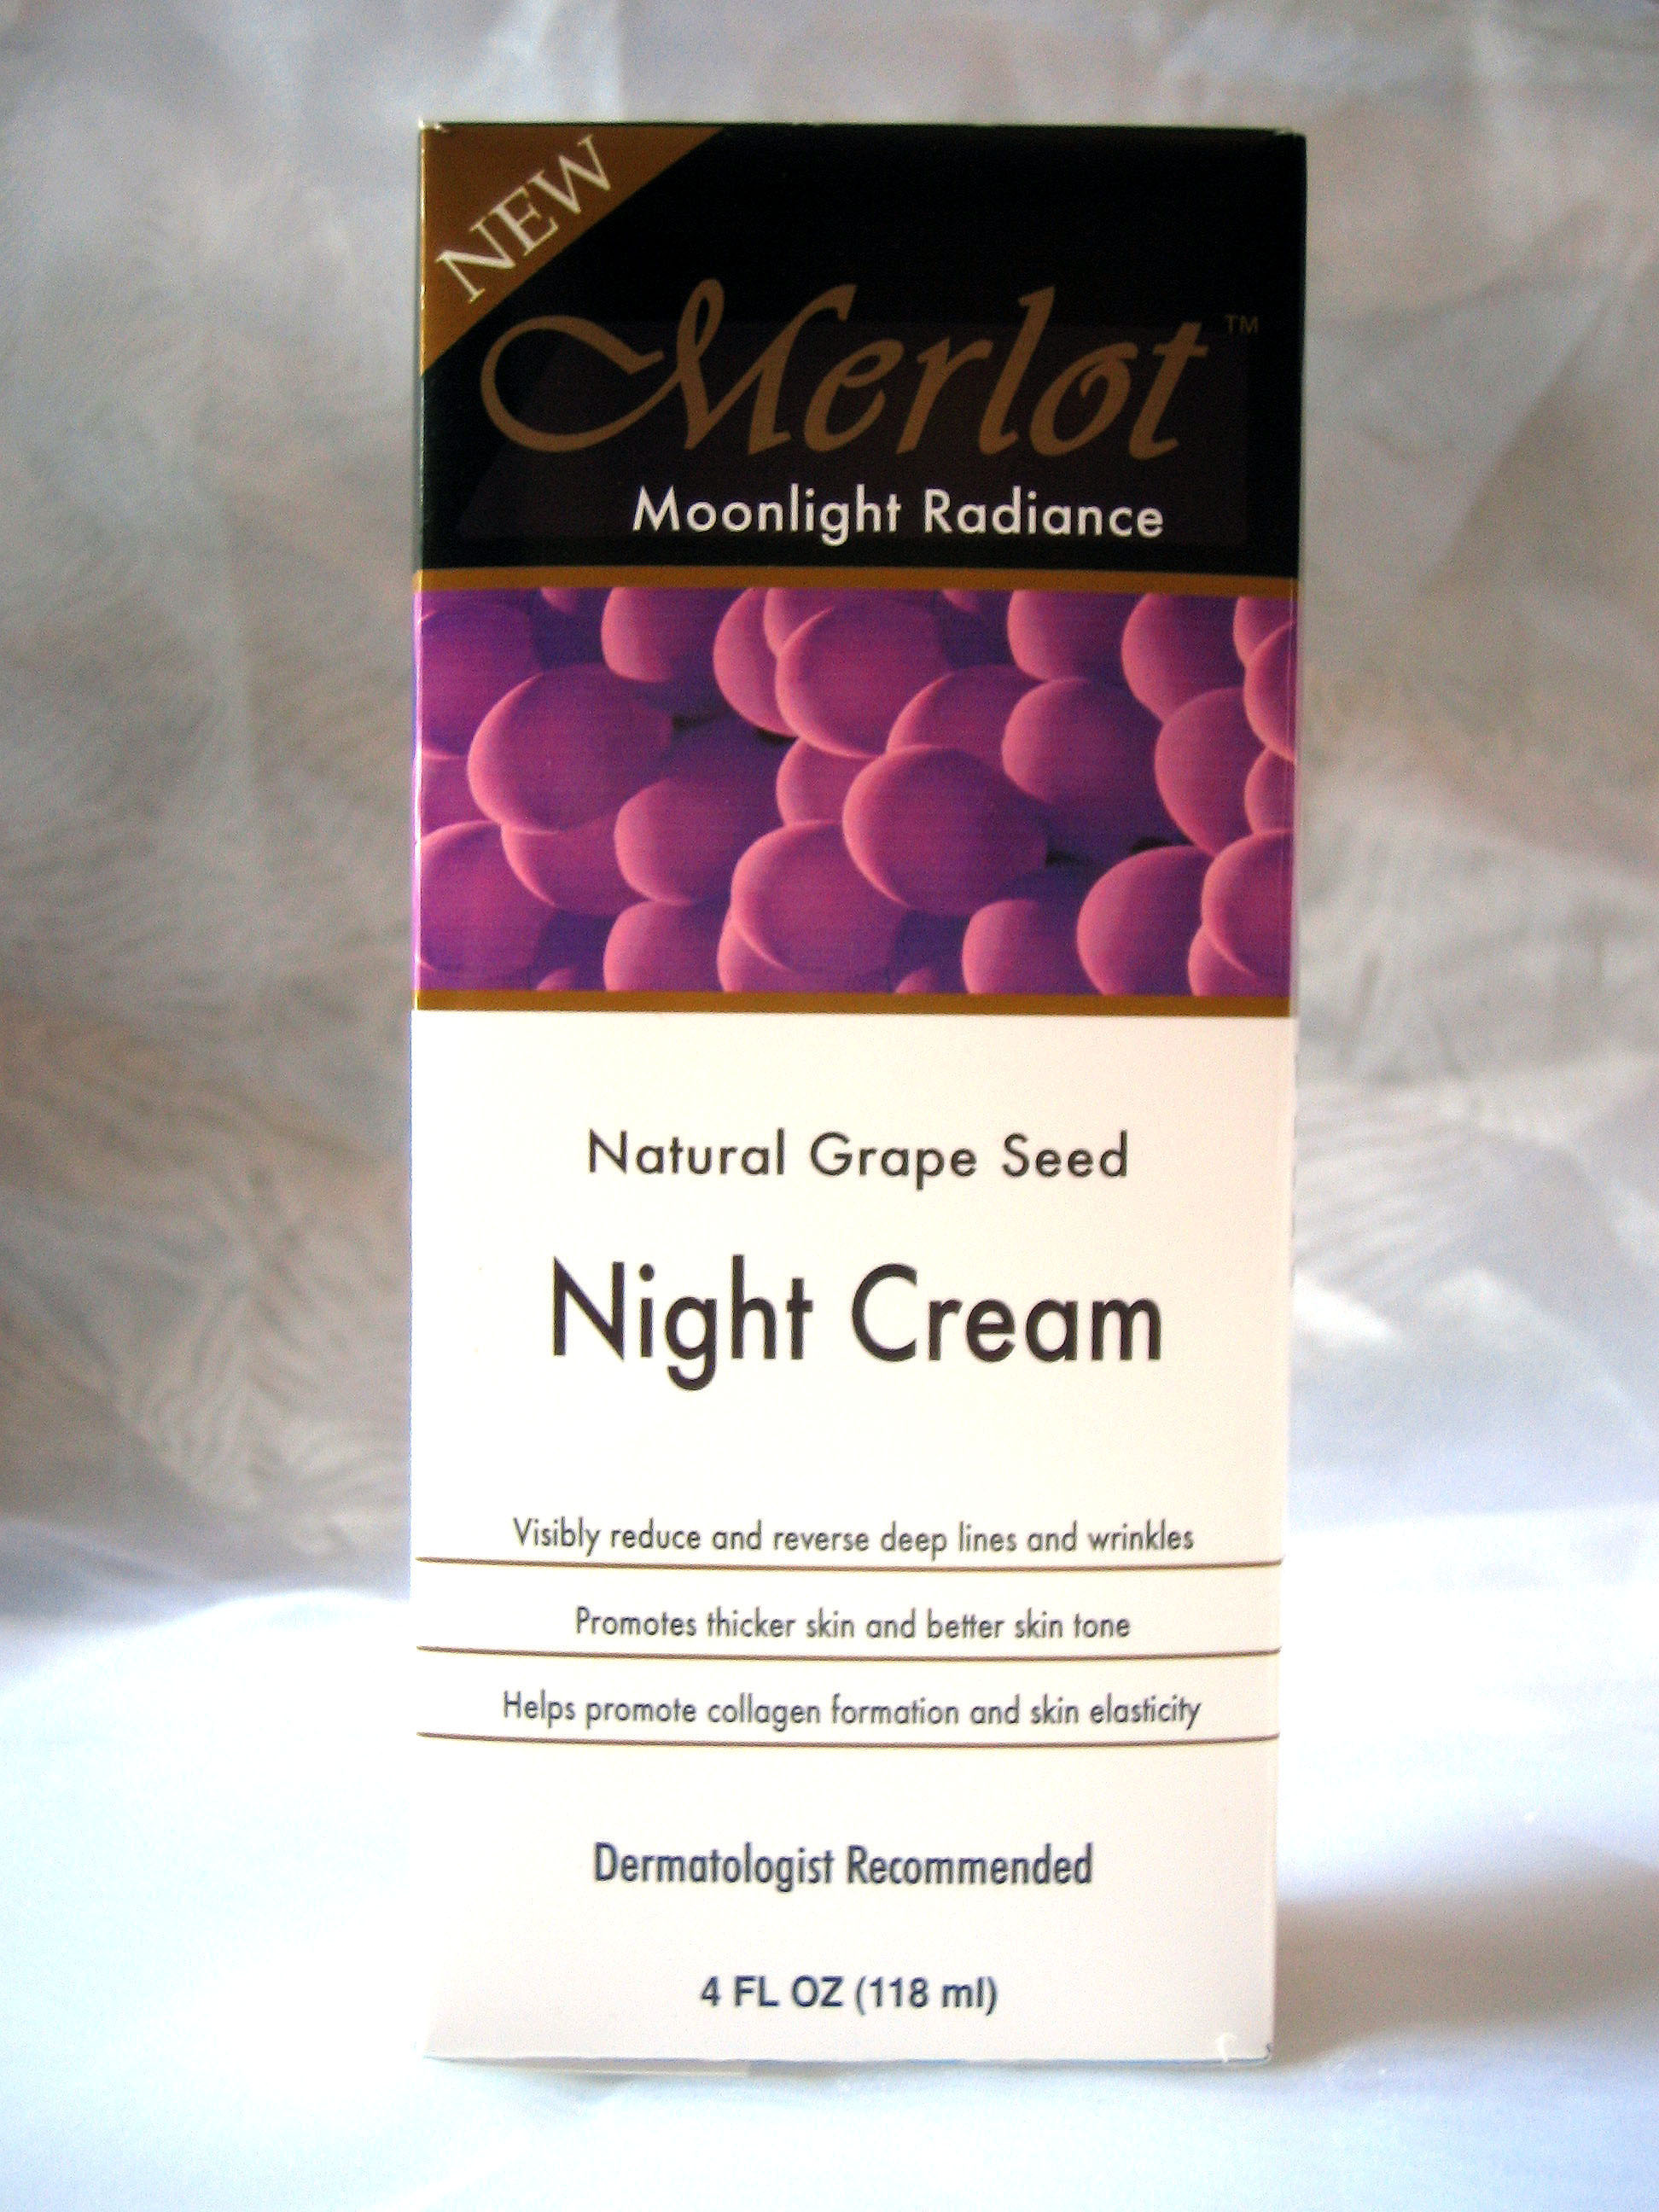 NEW
Merlot™
Moonlight Radiance
Natural Grape Seed
Night Cream
Visibly reduce and reverse deep lines and wrinkles
Promotes thicker skin and better skin tone
Helps promote collagen formation and skin elasticity
Dermatologist Recommended
4 FL OZ (118 ml)